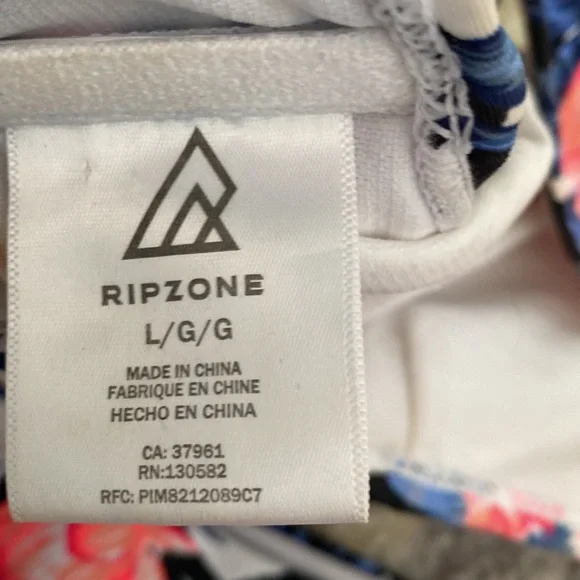 RIPZONE
L/G/G
MADE IN CHINA
FABRIQUE EN CHINE
HECHO EN CHINA
CA: 37961
RN:130582
RFC: PIM8212089C7